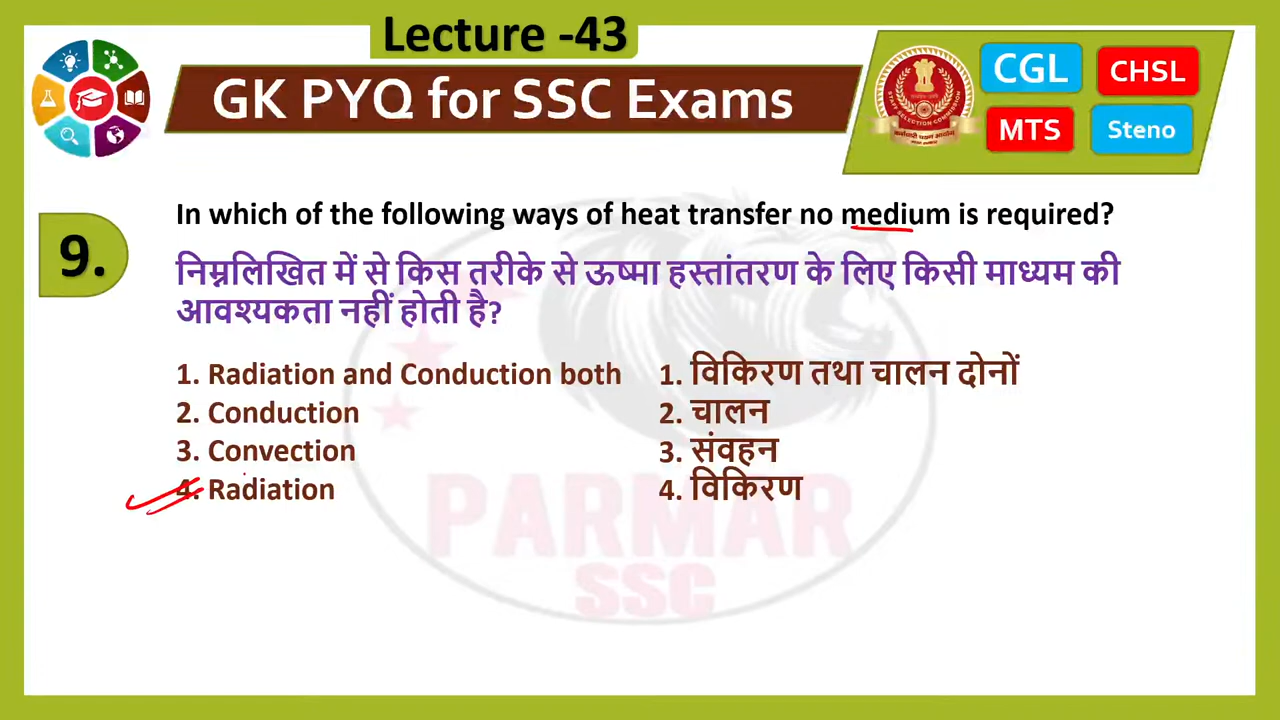 Lecture -43
GK PYQ for SSC Exams
CGL
CHSL
MTS
Steno
9.
In which of the following ways of heat transfer no medium is required?
निम्नलिखित में से किस तरीके से ऊष्मा हस्तांतरण के लिए किसी माध्यम की
आवश्यकता नहीं होती है?
1. Radiation and Conduction both
2. Conduction
3. Convection
4. Radiation
1. विकिरण तथा चालन दोनों
2. चालन
3. संवहन
4. विकिरण
PARMAR
SSC